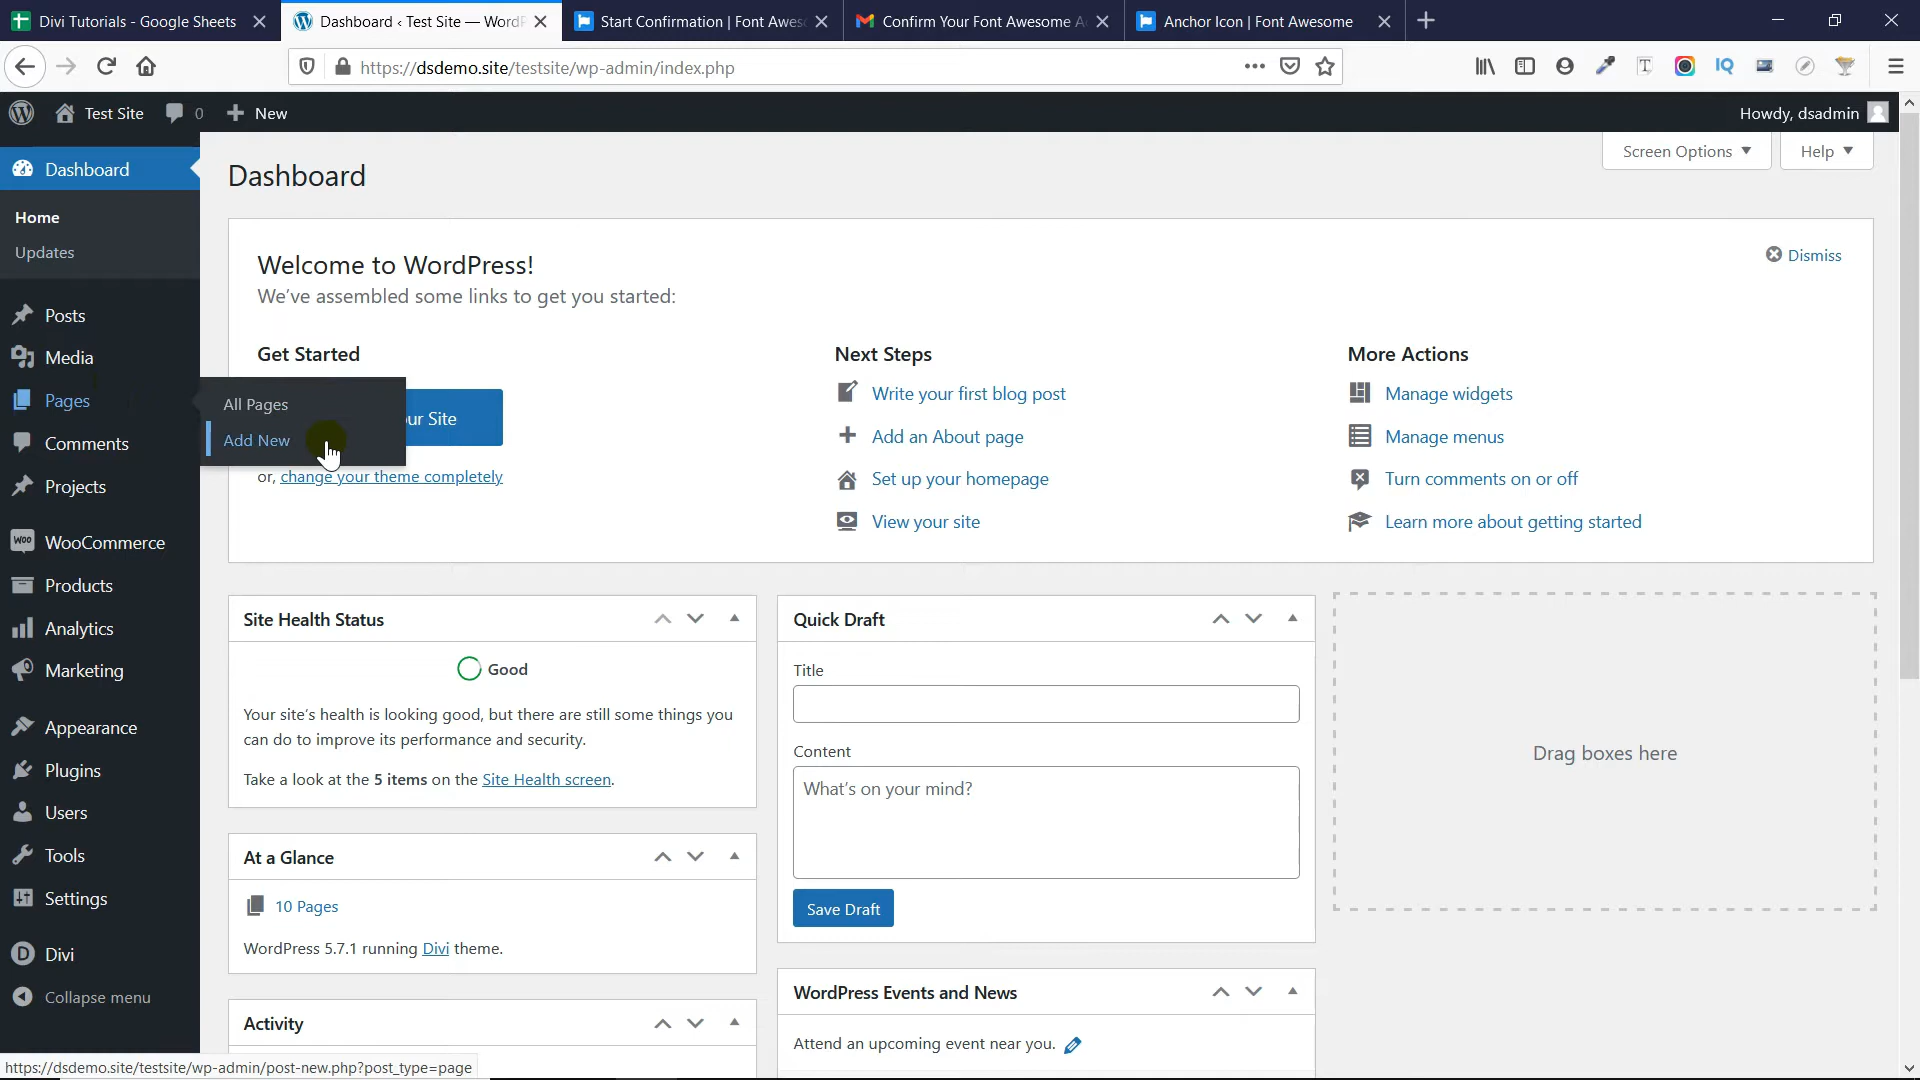 Divi Tutorials - Google Sheets
Dashboard ‹ Test Site — WordP
Start Confirmation | Font Awes
Confirm Your Font Awesome A
Anchor Icon | Font Awesome
https://dsdemo.site/testsite/wp-admin/index.php
Test Site
0
New
Howdy, dsadmin
Screen Options
Help
Dashboard
Home
Updates
Posts
Media
Pages
Comments
Projects
WooCommerce
Products
Analytics
Marketing
Appearance
Plugins
Users
Tools
Settings
Divi
Collapse menu
All Pages
Add New
Dashboard
Welcome to WordPress!
We've assembled some links to get you started:
Dismiss
Get Started
our Site
or, change your theme completely
Next Steps
Write your first blog post
Add an About page
Set up your homepage
View your site
More Actions
Manage widgets
Manage menus
Turn comments on or off
Learn more about getting started
Site Health Status
Good
Your site's health is looking good, but there are still some things you
can do to improve its performance and security.
Take a look at the 5 items on the Site Health screen.
At a Glance
10 Pages
WordPress 5.7.1 running Divi theme.
Activity
Quick Draft
Title
Content
What's on your mind?
Save Draft
WordPress Events and News
Attend an upcoming event near you.
Drag boxes here
https://dsdemo.site/testsite/wp-admin/post-new.php?post_type=page